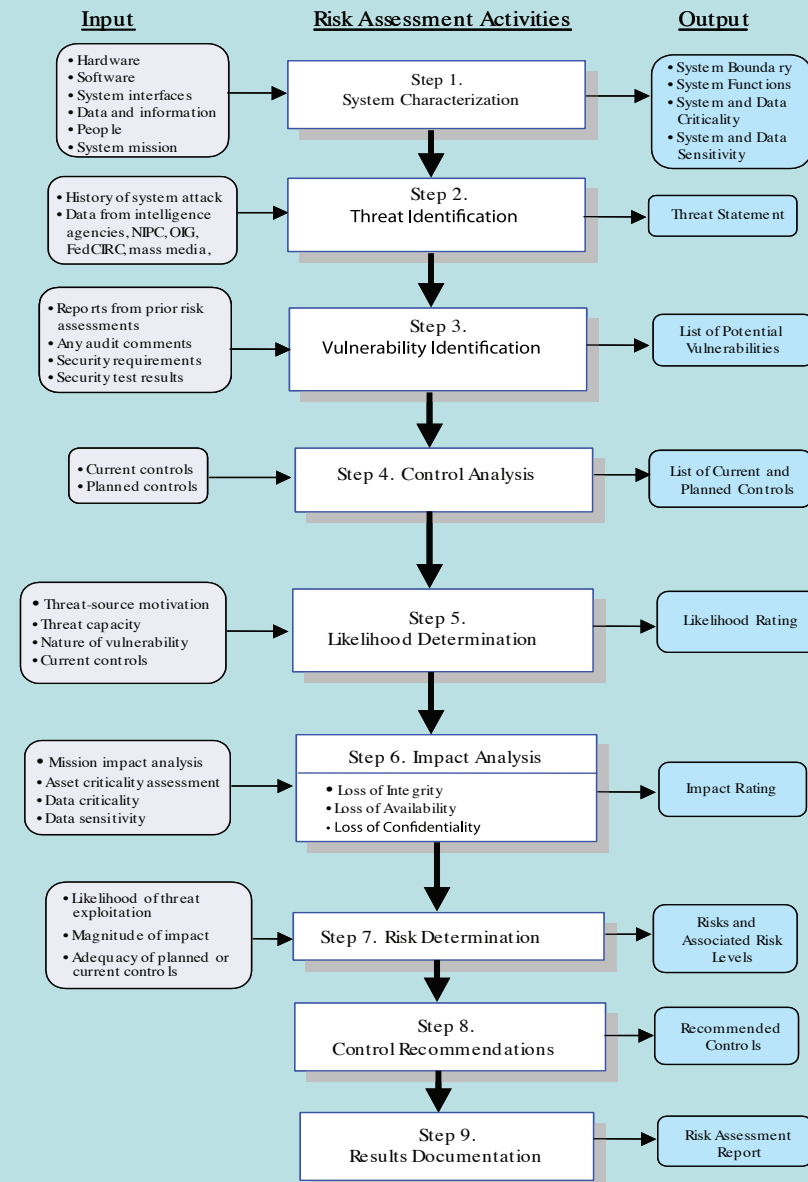 Input
Risk Assessment Activities
Output
• Hardware
• Software
• System interfaces
• Data and information
• People
• System mission
Step 1.
System Characterization
• System Boundary
• System Functions
• System and Data
Criticality
• System and Data
Sensitivity
• History of system attack
• Data from intelligence
agencies, NIPC, OIG,
FedCIRC, mass media,
Step 2.
Threat Identification
Threat Statement
• Reports from prior risk
assessments
• Any audit comments
• Security requirements
• Security test results
Step 3.
Vulnerability Identification
List of Potential
Vulnerabilities
• Current controls
• Planned controls
Step 4. Control Analysis
List of Current and
Planned Controls
• Threat-source motivation
• Threat capacity
• Nature of vulnerability
• Current controls
Step 5.
Likelihood Determination
Likelihood Rating
• Mission impact analysis
• Asset criticality assessment
• Data criticality
• Data sensitivity
Step 6. Impact Analysis
• Loss of Integrity
• Loss of Availability
• Loss of Confidentiality
Impact Rating
• Likelihood of threat
exploitation
• Magnitude of impact
• Adequacy of planned or
current controls
Step 7. Risk Determination
Risks and
Associated Risk
Levels
Step 8.
Control Recommendations
Recommended
Controls
Step 9.
Results Documentation
Risk Assessment
Report